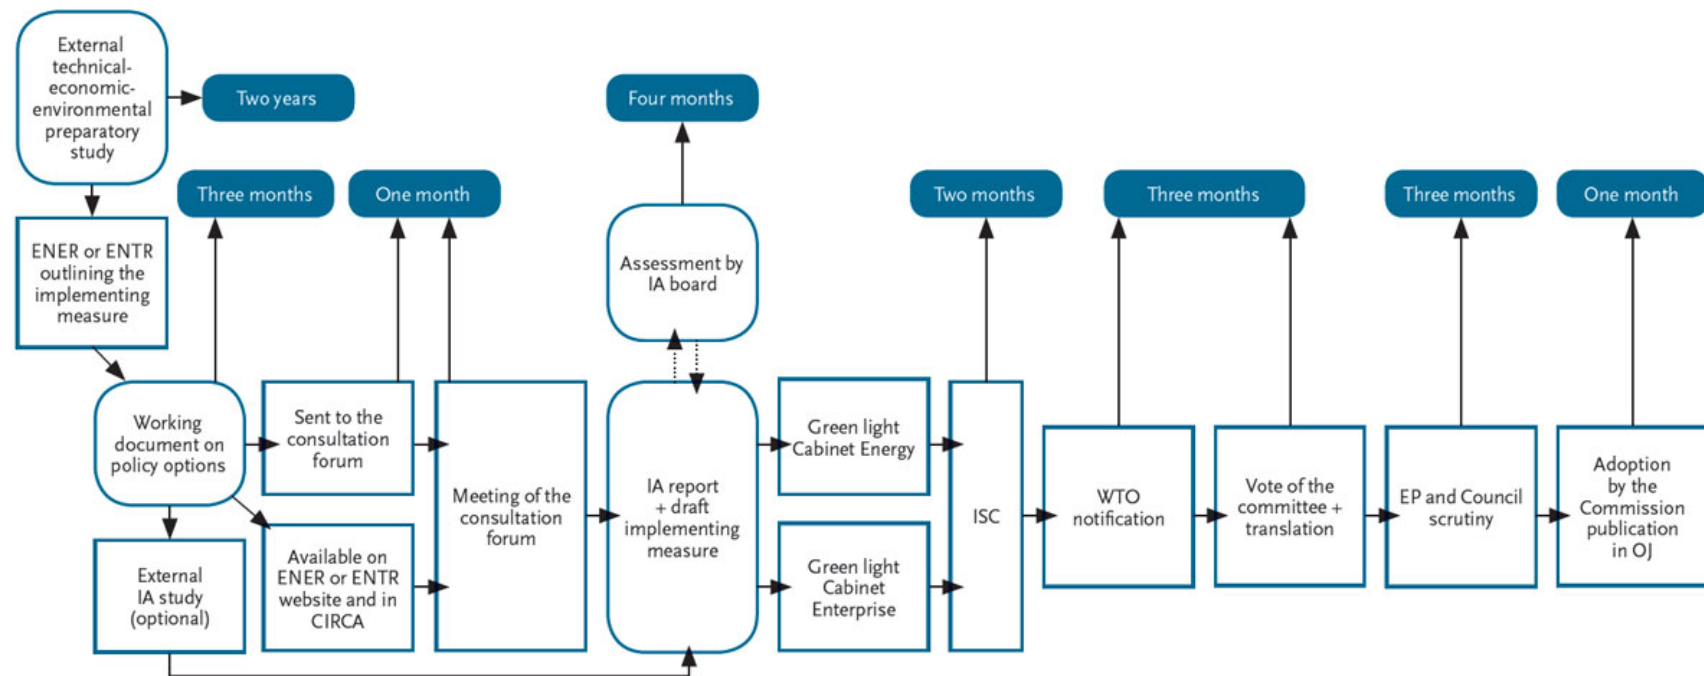 External
technical-
economic-
environmental
preparatory
study
Two years
Four months
Three months
One month
Two months
Three months
Three months
One month
ENER or ENTR
outlining the
implementing
measure
Assessment by
IA board
Working
document on
policy options
Sent to the
consultation
forum
Meeting of the
consultation
forum
IA report
+ draft
implementing
measure
Green light
Cabinet Energy
ISC
WTO
notification
Vote of the
committee +
translation
EP and Council
scrutiny
Adoption
by the
Commission
publication
in OJ
External
IA study
(optional)
Available on
ENER or ENTR
website and in
CIRCA
Green light
Cabinet
Enterprise